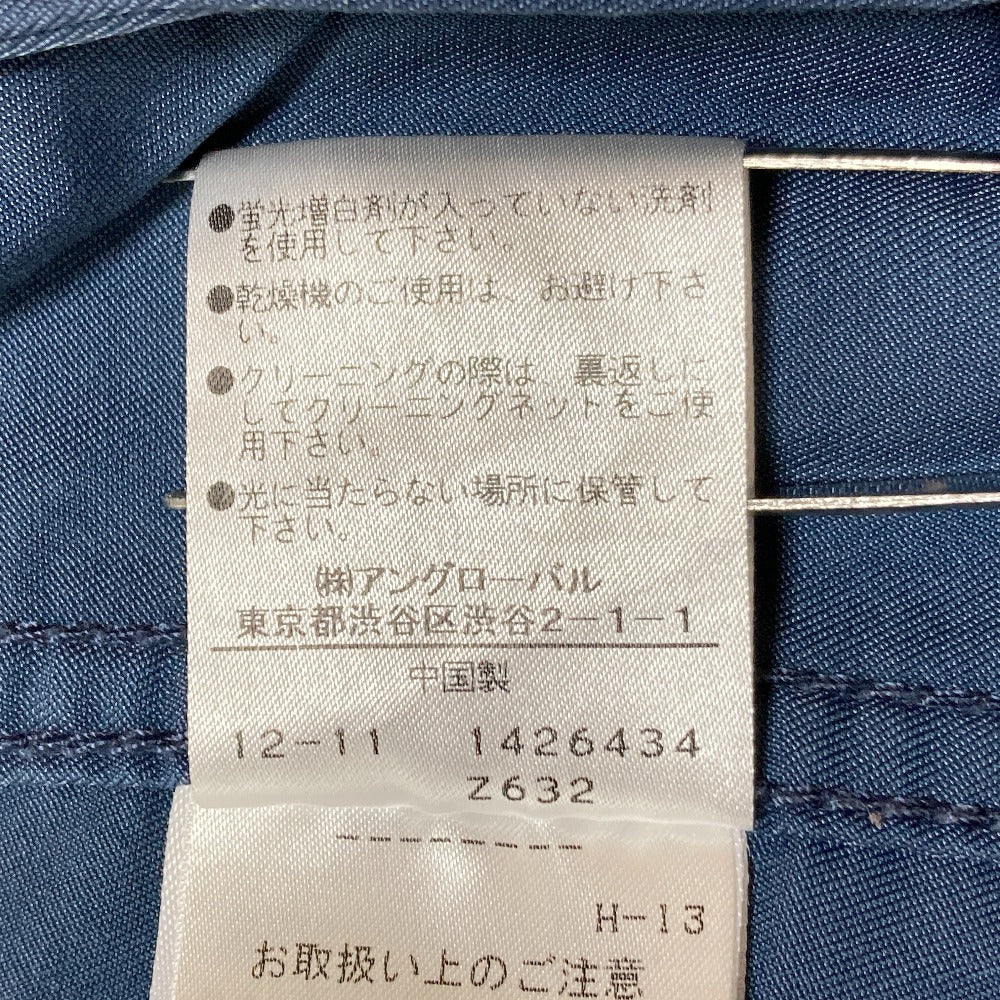 ●蛍光増白剤が入っていない洗剤
を使用して下さい。
●乾燥機のご使用は、お避け下さ
い。
●クリーニングの際は、裏返しに
してクリーニングネットをご使
用下さい。
●光に当たらない場所に保管して
下さい。
㈱アングローバル
東京都渋谷区渋谷2-1-1
中国製
12-11 1426434
Z632
--------
H-13
お取扱い上のご注意